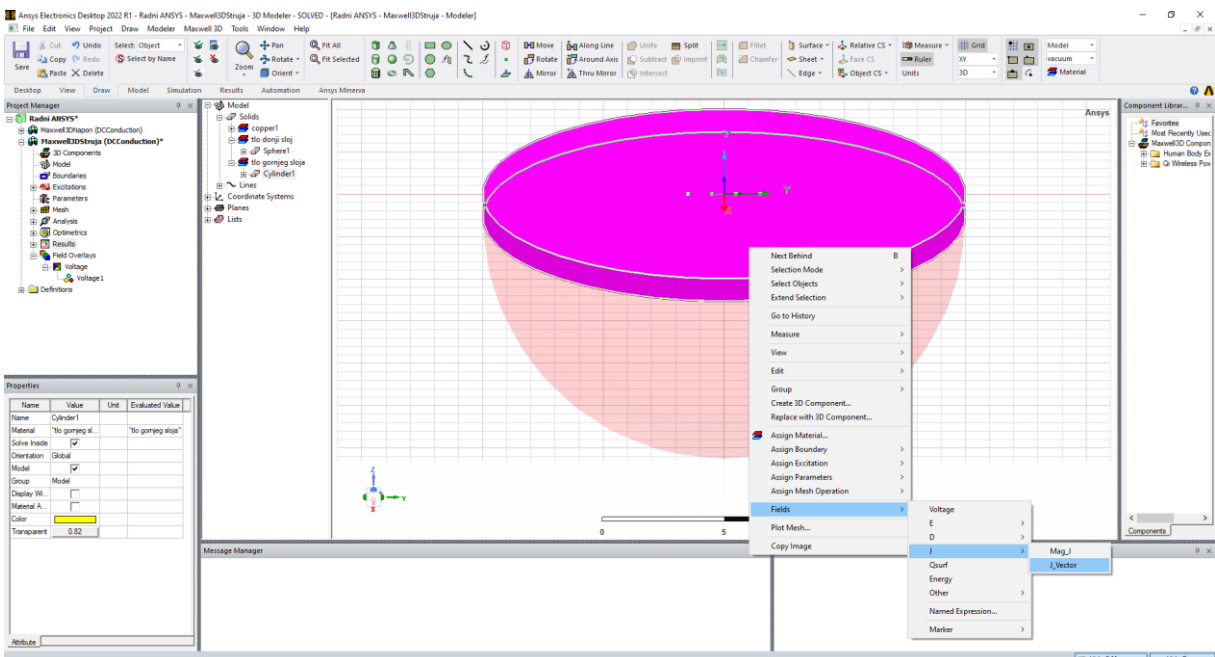 Ansys Electronics Desktop 2022 R1 - Radni ANSYS - Maxwell3DStruja - 3D Modeler - SOLVED - [Radni ANSYS - Maxwell3DStruja - Modeler]
File Edit View Project Draw Modeler Maxwell 3D Tools Window Help
Save
Cut Undo Select: Object
Copy Redo Select by Name
Paste Delete
Zoom
Pan Fit All
Rotate Fit Selected
Orient
Move Along Line Unite Split Fillet
Rotate Around Axis Subtract Imprint Chamfer
Mirror Thru Mirror Intersect
Surface Relative CS Measure Grid Model
Sheet Face CS Ruler XY vacuum
Edge Object CS Units 3D Material
Desktop View Draw Model Simulation Results Automation Ansys Minerva
Project Manager
Radni ANSYS*
Maxwell3DNapon (DCConduction)
Maxwell3DStruja (DCConduction)*
3D Components
Model
Boundaries
Excitations
Parameters
Mesh
Analysis
Optimetrics
Results
Field Overlays
Voltage
Voltage1
Definitions
Model
Solids
copper1
tlo donji sloj
Sphere1
tlo gornjeg sloja
Cylinder1
Lines
Coordinate Systems
Planes
Lists
Ansys
Z
Y
X
Z
Y
X
0 5
Component Librar...
Favorites
Most Recently Used
Maxwell3D Compon
Human Body Ex
Qi Wireless Pow
Components
Properties
Name Value Unit Evaluated Value
Name Cylinder1
Material "tlo gornjeg sl... "tlo gornjeg sloja"
Solve Inside
Orientation Global
Model
Group Model
Display Wi...
Material A...
Color
Transparent 0.82
Attribute
Message Manager
Next Behind B
Selection Mode
Select Objects
Extend Selection
Go to History
Measure
View
Edit
Group
Create 3D Component...
Replace with 3D Component...
Assign Material...
Assign Boundary
Assign Excitation
Assign Parameters
Assign Mesh Operation
Fields
Plot Mesh...
Copy Image
Voltage
E
D
J
Qsurf
Energy
Other
Named Expression...
Marker
Mag_J
J_Vector